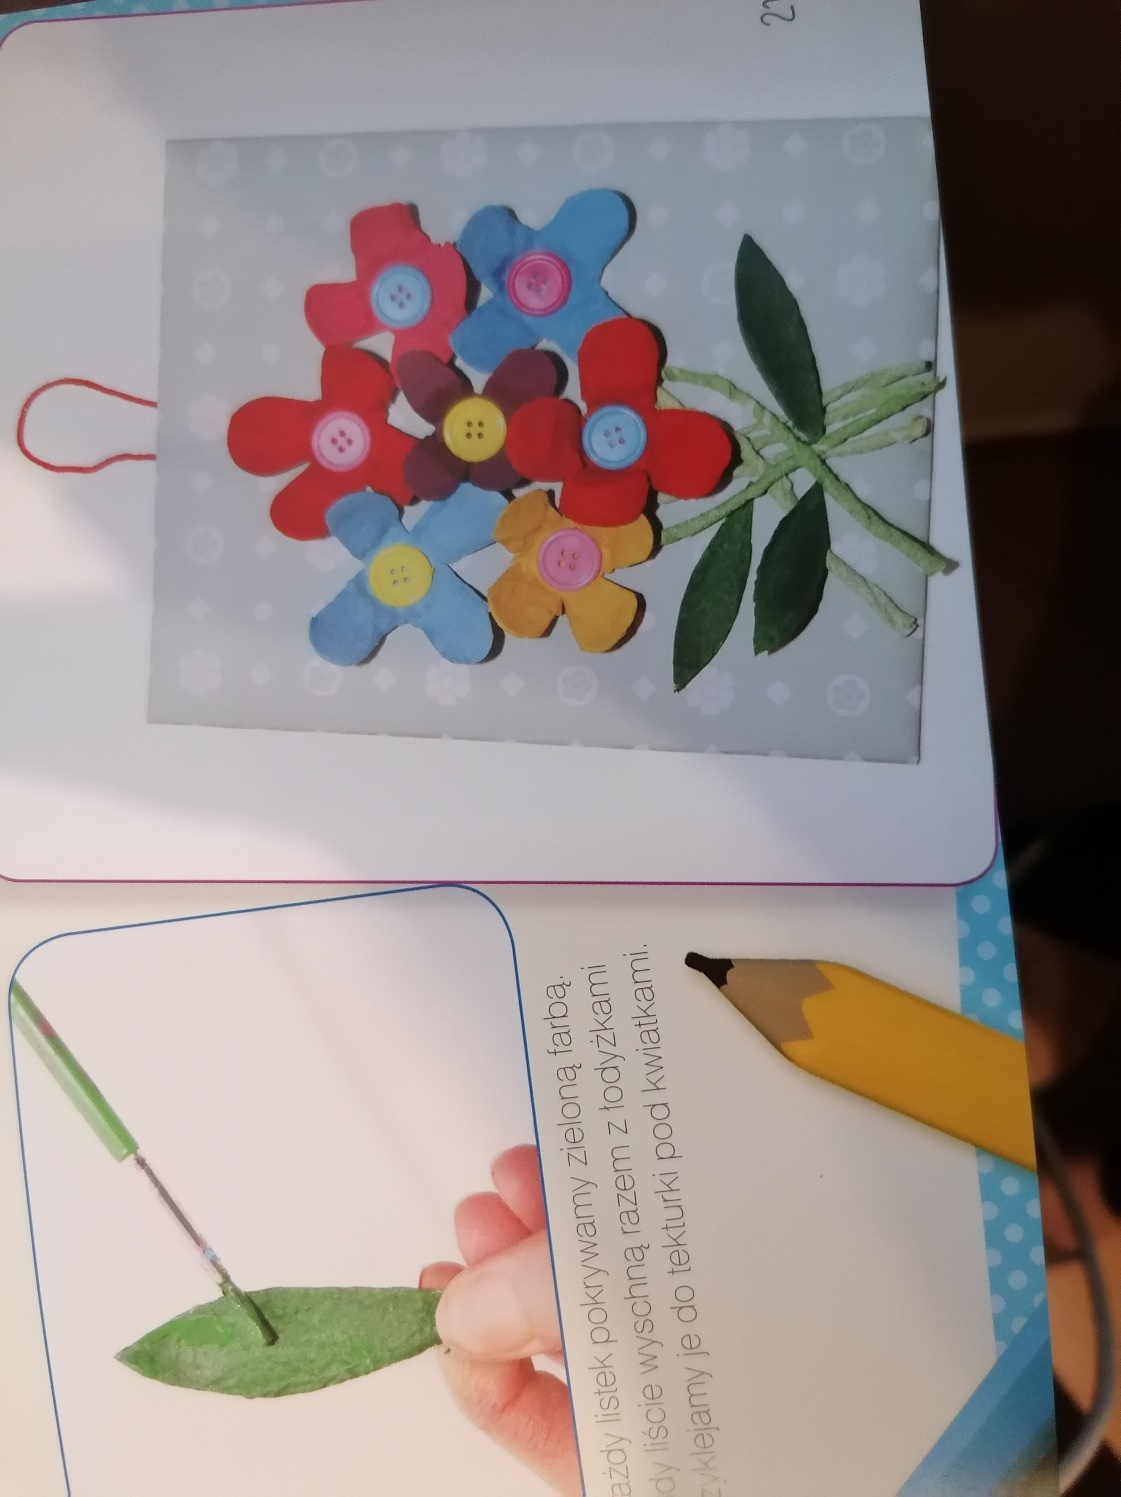 ażdy listek pokrywamy zieloną farbą.
dy liście wyschną razem z łodyżkami
zyklejamy je do tekturki pod kwiatkami.